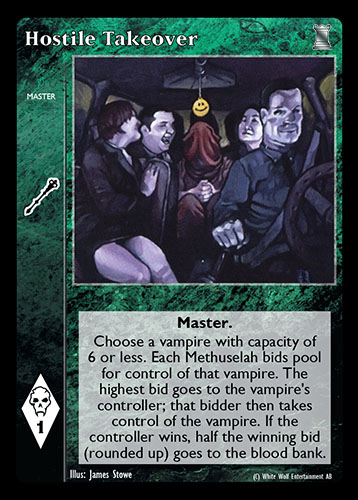 Hostile Takeover
MASTER
Master.
Choose a vampire with capacity of
6 or less. Each Methuselah bids pool
for control of that vampire. The
highest bid goes to the vampire's
controller; that bidder then takes
control of the vampire. If the
controller wins, half the winning bid
(rounded up) goes to the blood bank.
1
Illus: James Stowe
(C) White Wolf Entertainment AB